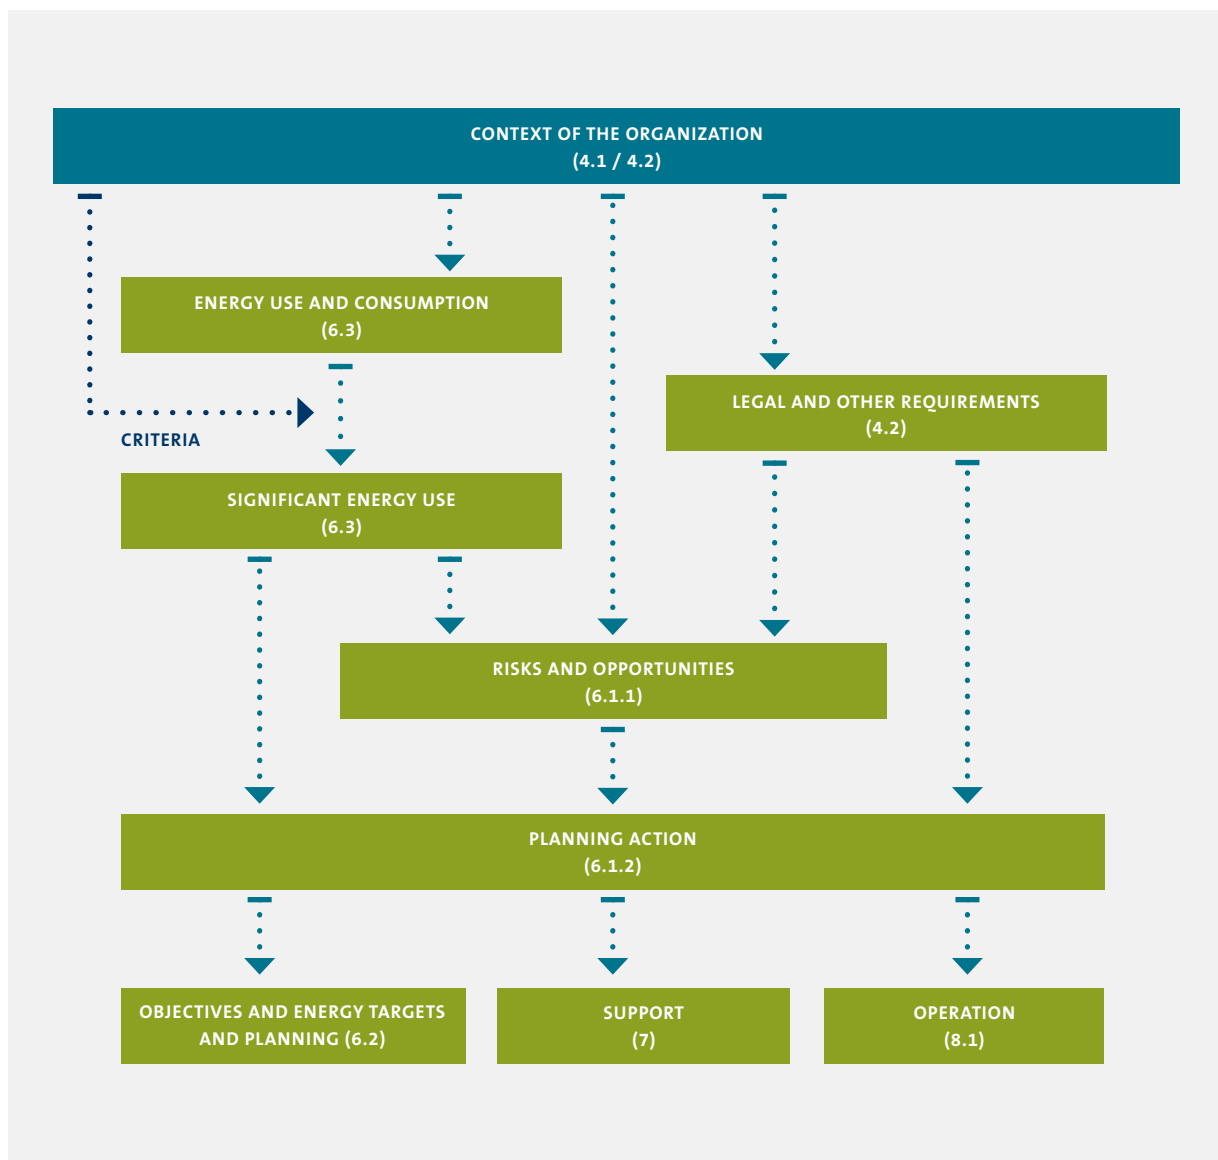 CONTEXT OF THE ORGANIZATION
(4.1 / 4.2)
ENERGY USE AND CONSUMPTION
(6.3)
LEGAL AND OTHER REQUIREMENTS
(4.2)
CRITERIA
SIGNIFICANT ENERGY USE
(6.3)
RISKS AND OPPORTUNITIES
(6.1.1)
PLANNING ACTION
(6.1.2)
OBJECTIVES AND ENERGY TARGETS
AND PLANNING (6.2)
SUPPORT
(7)
OPERATION
(8.1)